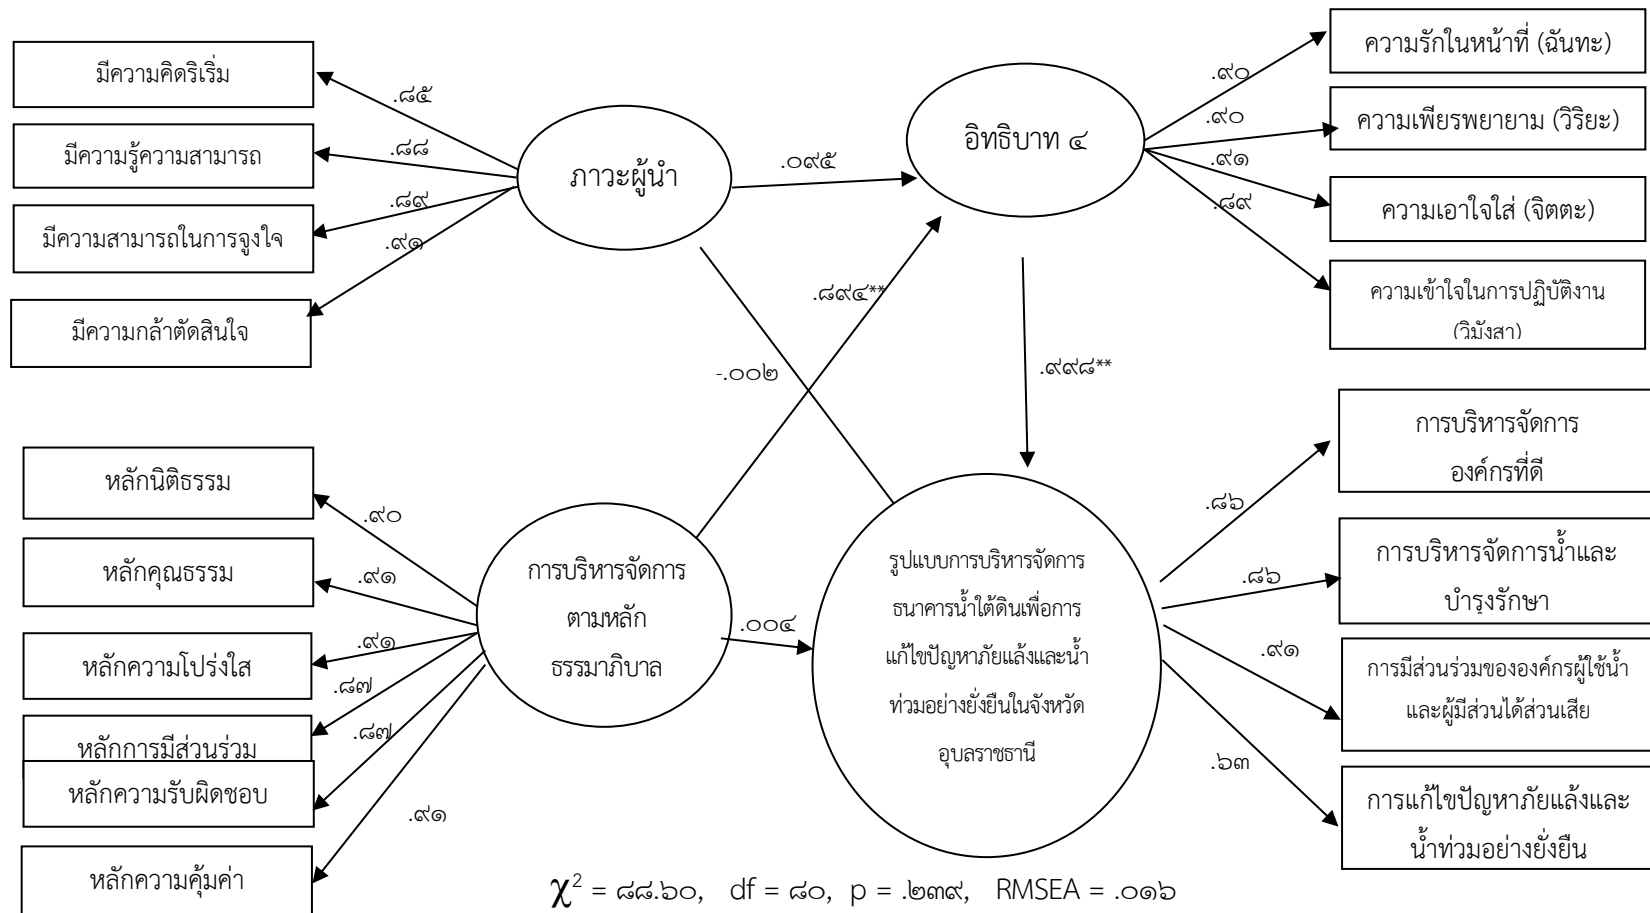 มีความคิดริเริ่ม
มีความรู้ความสามารถ
มีความสามารถในการจูงใจ
มีความกล้าตัดสินใจ
.๘๕
.๘๘
.๘๙
.๙๑
ภาวะผู้นำ
.๐๙๕
อิทธิบาท ๔
.๙๐
.๙๐
.๙๑
.๘๙
ความรักในหน้าที่ (ฉันทะ)
ความเพียรพยายาม (วิริยะ)
ความเอาใจใส่ (จิตตะ)
ความเข้าใจในการปฏิบัติงาน
(วิมังสา)
.๘๙๔**
-.๐๐๒
.๙๙๘**
หลักนิติธรรม
หลักคุณธรรม
หลักความโปร่งใส
หลักการมีส่วนร่วม
หลักความรับผิดชอบ
หลักความคุ้มค่า
.๙๐
.๙๑
.๙๑
.๘๗
.๘๗
.๙๑
การบริหารจัดการ
ตามหลัก
ธรรมาภิบาล
.๐๐๔
รูปแบบการบริหารจัดการ
ธนาคารน้ำใต้ดินเพื่อการ
แก้ไขปัญหาภัยแล้งและน้ำ
ท่วมอย่างยั่งยืนในจังหวัด
อุบลราชธานี
.๘๖
.๘๖
.๙๑
.๖๓
การบริหารจัดการ
องค์กรที่ดี
การบริหารจัดการน้ำและ
บำรุงรักษา
การมีส่วนร่วมขององค์กรผู้ใช้น้ำ
และผู้มีส่วนได้ส่วนเสีย
การแก้ไขปัญหาภัยแล้งและ
น้ำท่วมอย่างยั่งยืน
χ² = ๘๘.๖๐, df = ๘๐, p = .๒๓๙, RMSEA = .๐๑๖